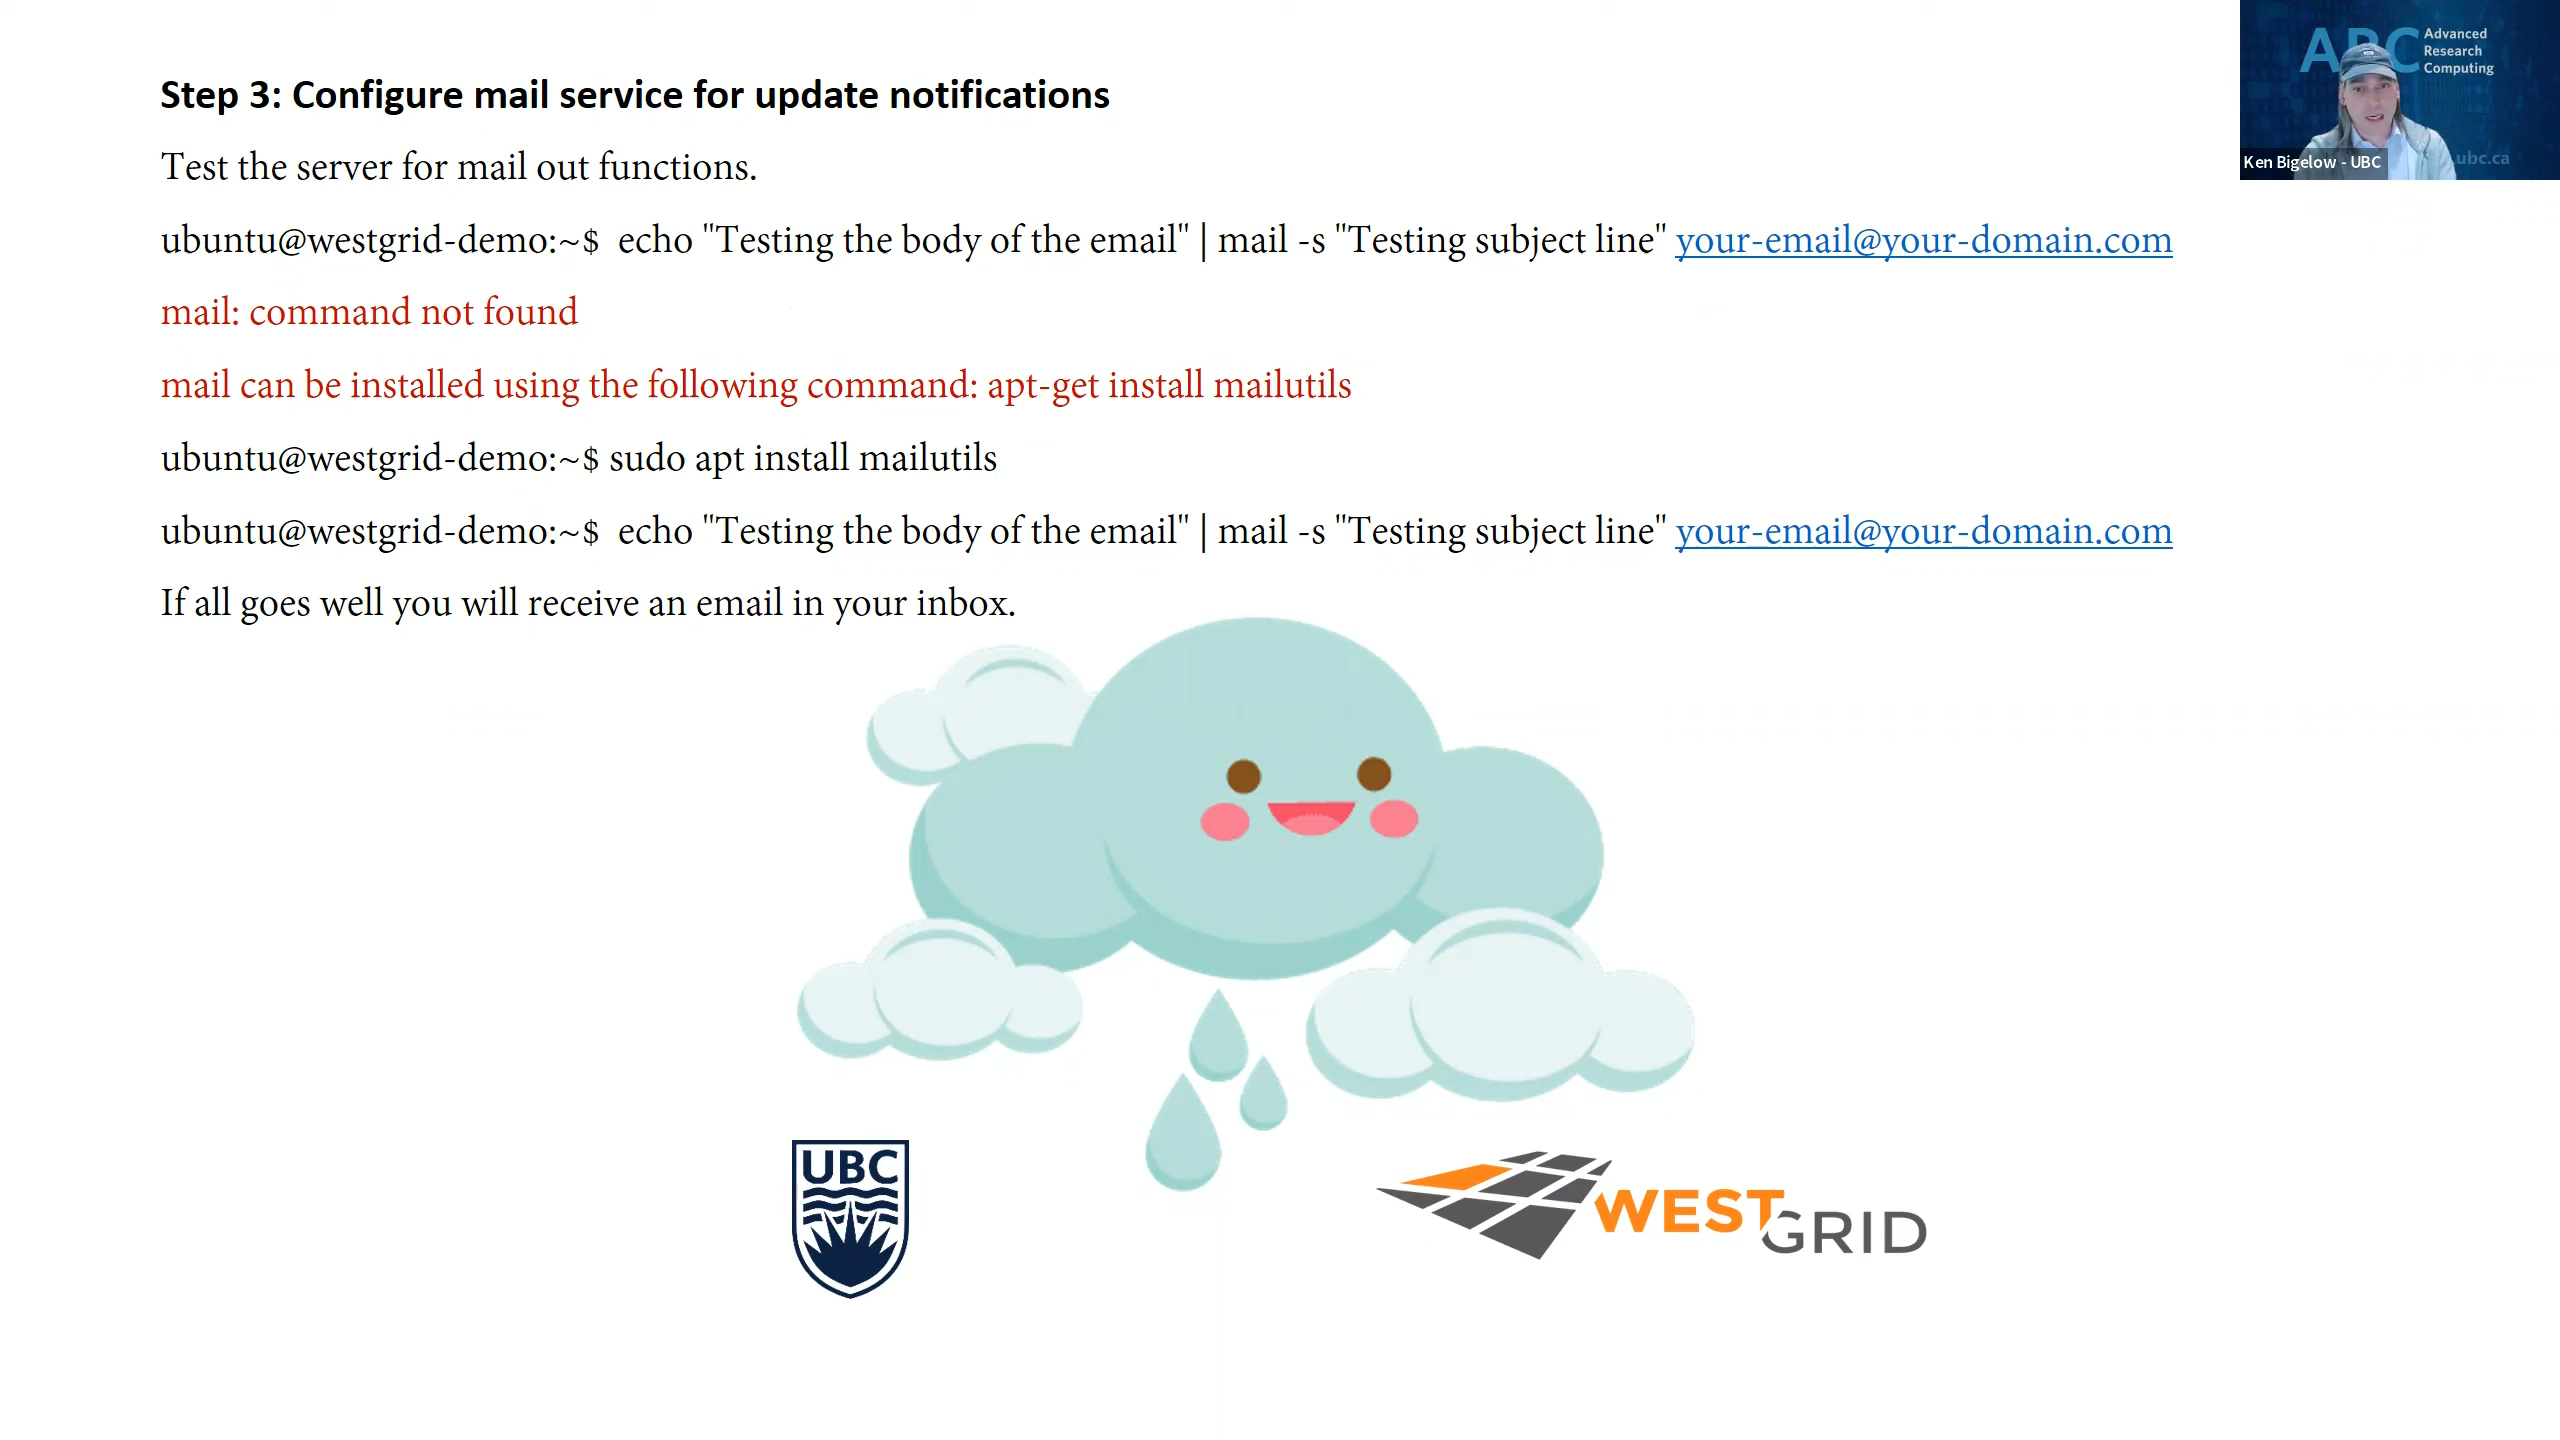 Step 3: Configure mail service for update notifications
Test the server for mail out functions.
ubuntu@westgrid-demo:~$  echo "Testing the body of the email" | mail -s "Testing subject line" your-email@your-domain.com
mail: command not found
mail can be installed using the following command: apt-get install mailutils
ubuntu@westgrid-demo:~$ sudo apt install mailutils
ubuntu@westgrid-demo:~$  echo "Testing the body of the email" | mail -s "Testing subject line" your-email@your-domain.com
If all goes well you will receive an email in your inbox.
UBC
WESTGRID
ARC
Advanced
Research
Computing
Ken Bigelow - UBC
ubc.ca